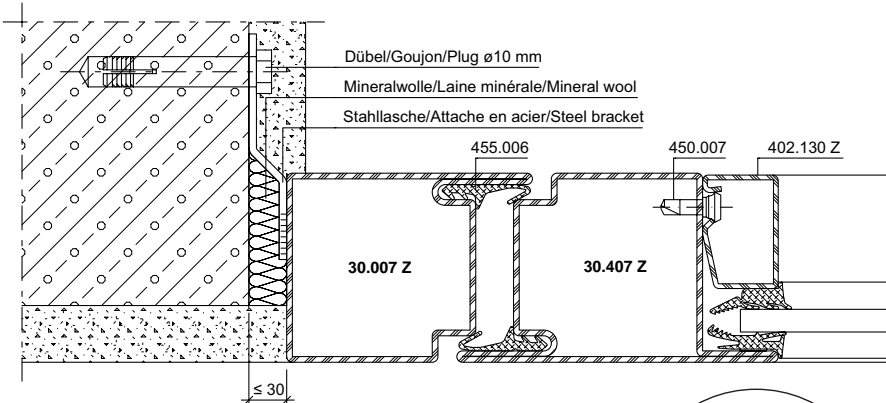 Dübel/Goujon/Plug ø10 mm
Mineralwolle/Laine minérale/Mineral wool
Stahllasche/Attache en acier/Steel bracket
455.006
450.007
402.130 Z
30.007 Z
30.407 Z
≤ 30